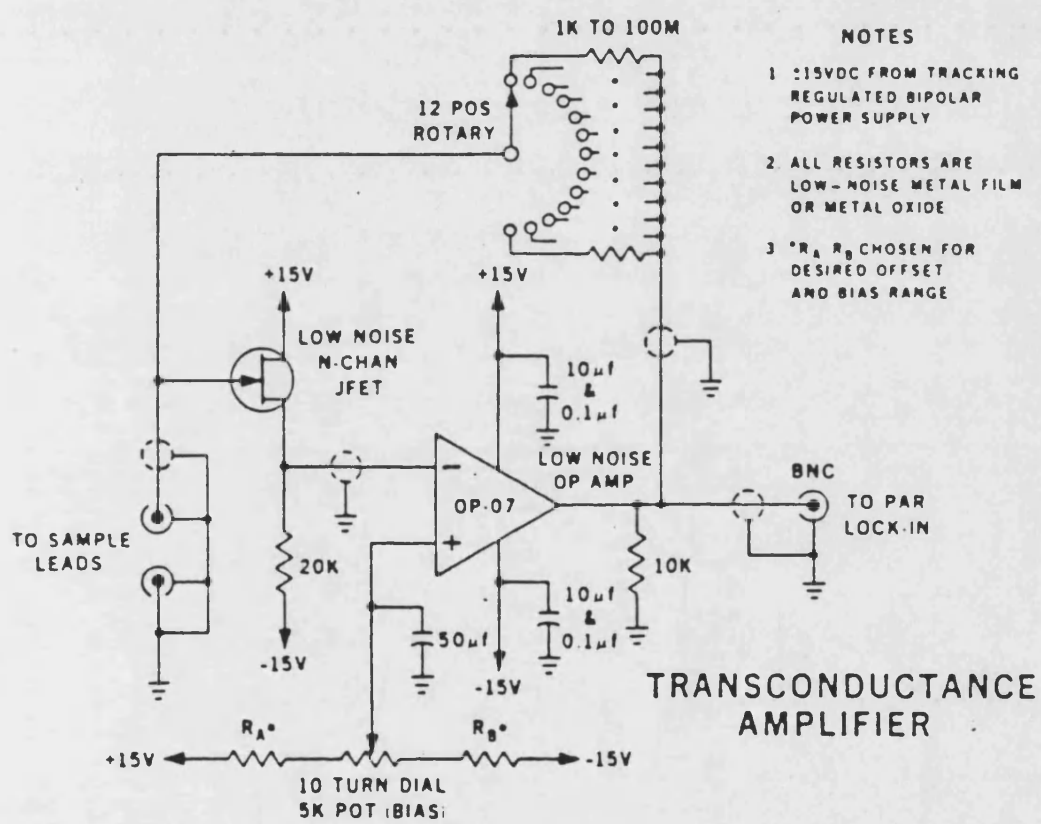 1K TO 100M
12 POS
ROTARY
NOTES
1 ±15VDC FROM TRACKING
REGULATED BIPOLAR
POWER SUPPLY
2. ALL RESISTORS ARE
LOW-NOISE METAL FILM
OR METAL OXIDE
3 *RA RB CHOSEN FOR
DESIRED OFFSET
AND BIAS RANGE
+15V
+15V
LOW NOISE
N-CHAN
JFET
10µf
&
0.1µf
LOW NOISE
OP AMP
−
OP-07
+
BNC
TO PAR
LOCK-IN
TO SAMPLE
LEADS
20K
10K
-15V
50µf
10µf
&
0.1µf
-15V
TRANSCONDUCTANCE
AMPLIFIER
+15V
RA*
RB*
-15V
10 TURN DIAL
5K POT (BIAS)